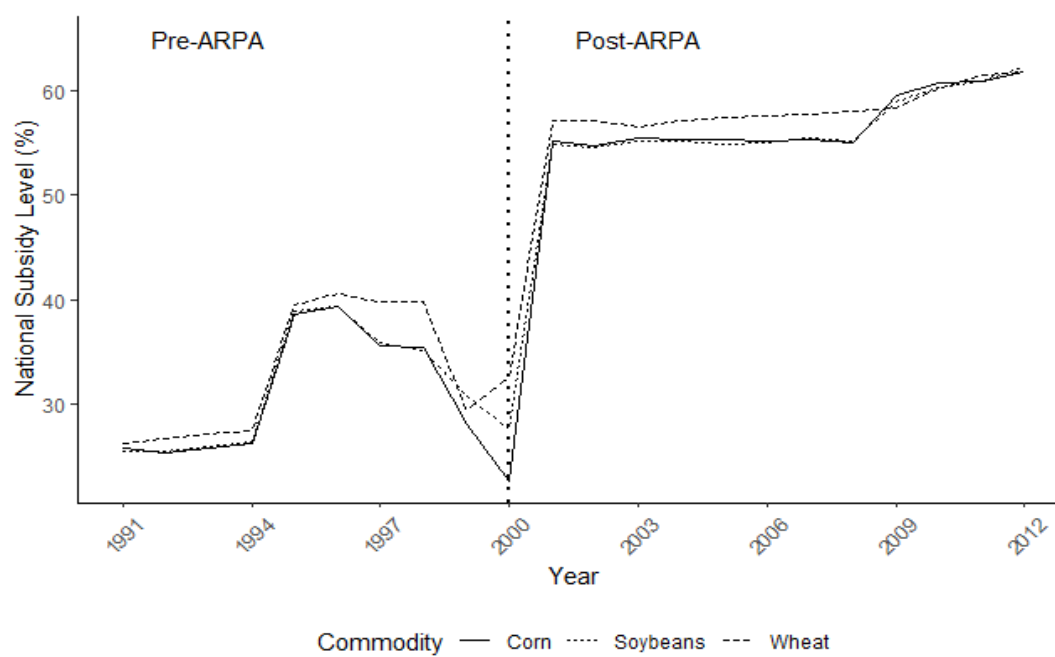 Pre-ARPA
Post-ARPA
National Subsidy Level (%)
60
50
40
30
1991
1994
1997
2000
2003
2006
2009
2012
Year
Commodity Corn Soybeans Wheat